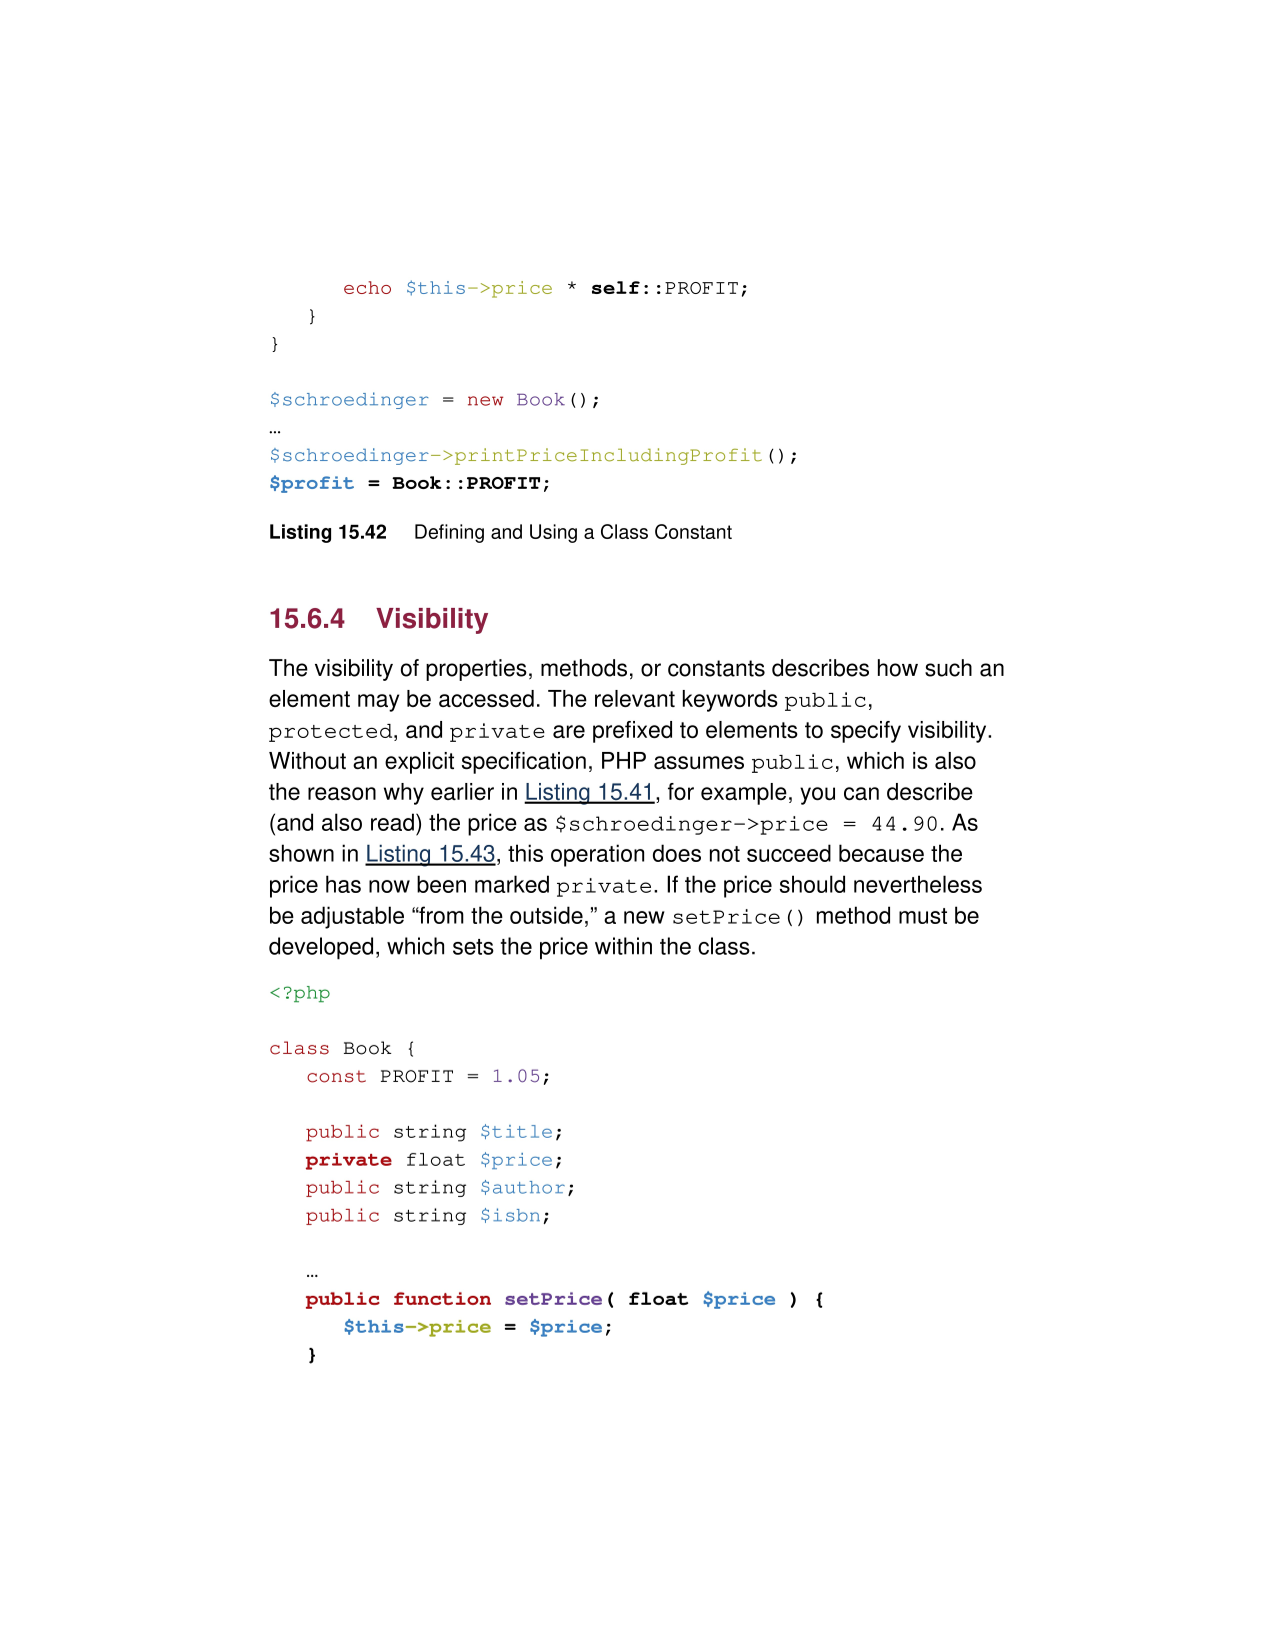 echo $this->price * self::PROFIT;
}
}
$schroedinger = new Book();
…
$schroedinger->printPriceIncludingProfit();
$profit = Book::PROFIT;
Listing 15.42 Defining and Using a Class Constant
15.6.4 Visibility
The visibility of properties, methods, or constants describes how such an
element may be accessed. The relevant keywords public,
protected, and private are prefixed to elements to specify visibility.
Without an explicit specification, PHP assumes public, which is also
the reason why earlier in Listing 15.41, for example, you can describe
(and also read) the price as $schroedinger->price = 44.90. As
shown in Listing 15.43, this operation does not succeed because the
price has now been marked private. If the price should nevertheless
be adjustable “from the outside,” a new setPrice() method must be
developed, which sets the price within the class.
<?php
class Book {
const PROFIT = 1.05;
public string $title;
private float $price;
public string $author;
public string $isbn;
…
public function setPrice( float $price ) {
$this->price = $price;
}